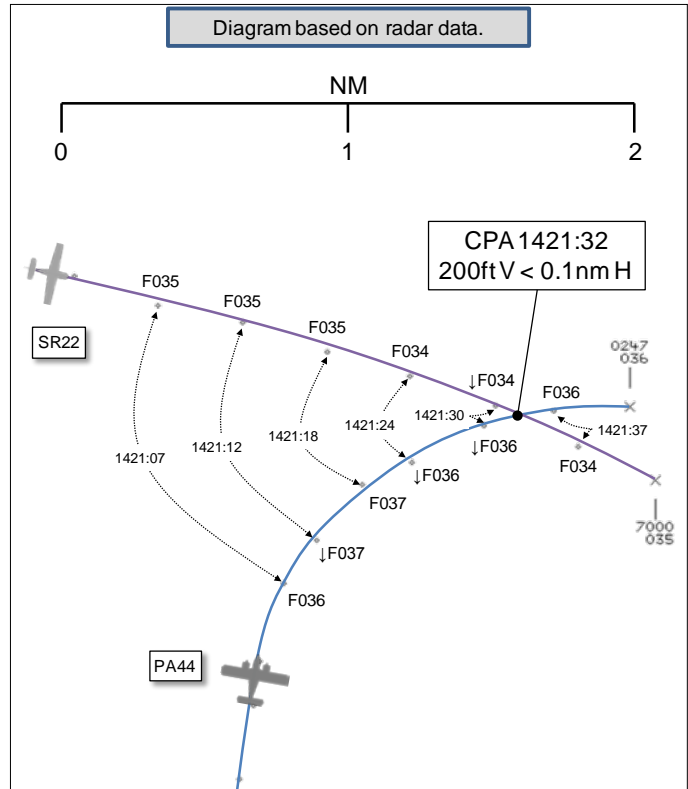 Diagram based on radar data.
NM
0 1 2
CPA 1421:32
200ft V < 0.1nm H
F035
F035
SR22
F035
0247
036
F034
↓F034
F036
1421:30
1421:37
1421:24
1421:18
1421:12
1421:07
↓F036
F034
↓F036
F037
7000
035
↓F037
F036
PA44